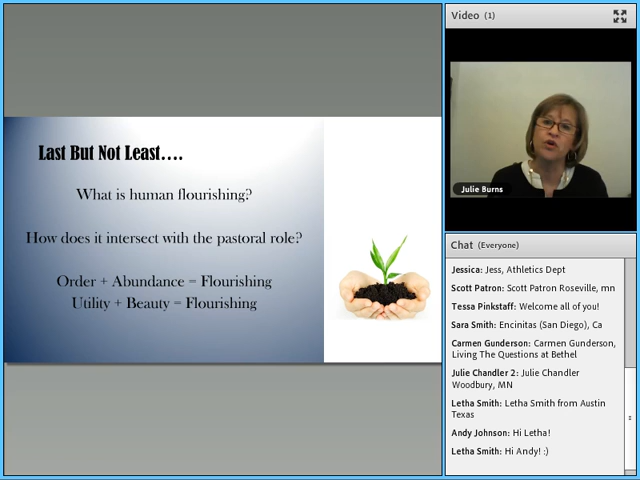 Last But Not Least....
What is human flourishing?
How does it intersect with the pastoral role?
Order + Abundance = Flourishing
Utility + Beauty = Flourishing
Video (1)
Julie Burns
Chat (Everyone)
Jessica: Jess, Athletics Dept
Scott Patron: Scott Patron Roseville, mn
Tessa Pinkstaff: Welcome all of you!
Sara Smith: Encinitas (San Diego), Ca
Carmen Gunderson: Carmen Gunderson,
Living The Questions at Bethel
Julie Chandler 2: Julie Chandler
Woodbury, MN
Letha Smith: Letha Smith from Austin
Texas
Andy Johnson: Hi Letha!
Letha Smith: Hi Andy! :)